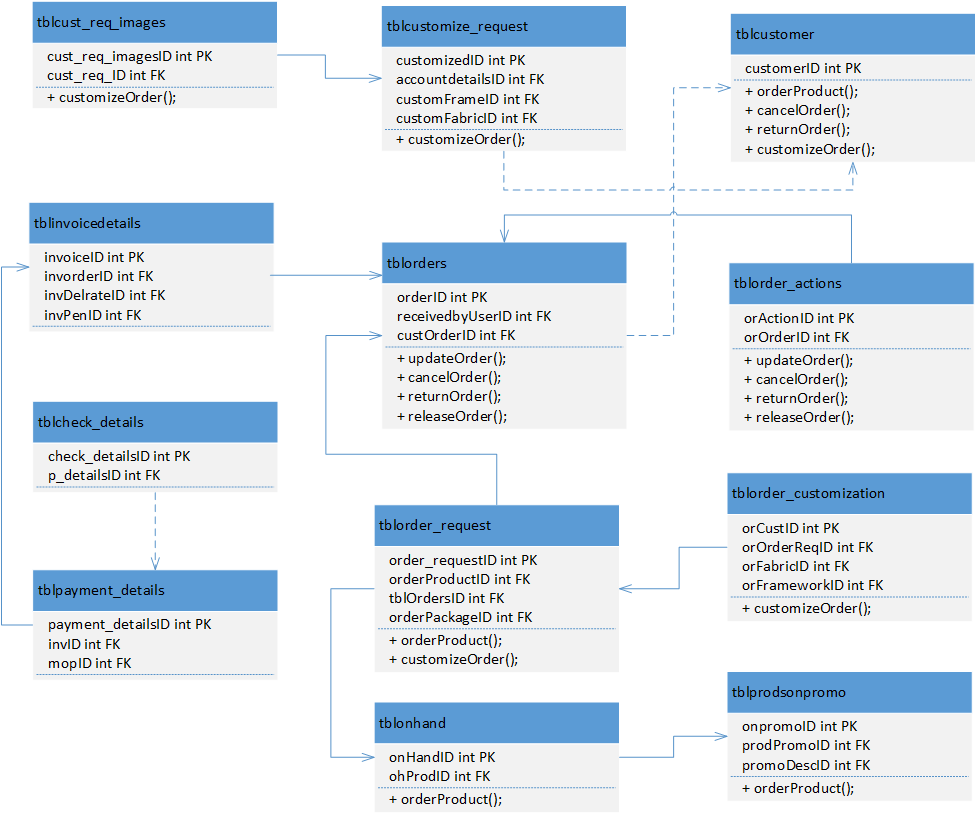 tblcust_req_images
cust_req_imagesID int PK
cust_req_ID int FK
+ customizeOrder();
tblcustomize_request
customizedID int PK
accountdetailsID int FK
customFrameID int FK
customFabricID int FK
+ customizeOrder();
tblcustomer
customerID int PK
+ orderProduct();
+ cancelOrder();
+ returnOrder();
+ customizeOrder();
tblinvoicedetails
invoiceID int PK
invorderID int FK
invDelrateID int FK
invPenID int FK
tblorders
orderID int PK
receivedbyUserID int FK
custOrderID int FK
+ updateOrder();
+ cancelOrder();
+ returnOrder();
+ releaseOrder();
tblorder_actions
orActionID int PK
orOrderID int FK
+ updateOrder();
+ cancelOrder();
+ returnOrder();
+ releaseOrder();
tblcheck_details
check_detailsID int PK
p_detailsID int FK
tblorder_request
order_requestID int PK
orderProductID int FK
tblOrdersID int FK
orderPackageID int FK
+ orderProduct();
+ customizeOrder();
tblorder_customization
orCustID int PK
orOrderReqID int FK
orFabricID int FK
orFrameworkID int FK
+ customizeOrder();
tblpayment_details
payment_detailsID int PK
invID int FK
mopID int FK
tblonhand
onHandID int PK
ohProdID int FK
+ orderProduct();
tblprodsonpromo
onpromoID int PK
prodPromoID int FK
promoDescID int FK
+ orderProduct();